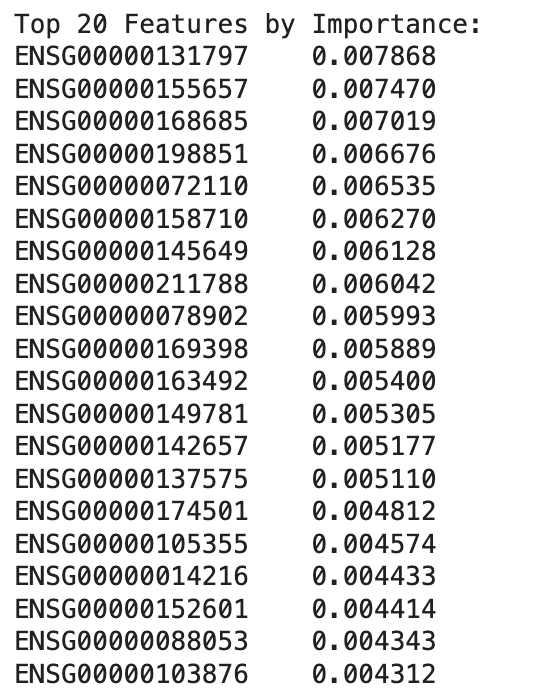 Top 20 Features by Importance:
ENSG00000131797    0.007868
ENSG00000155657    0.007470
ENSG00000168685    0.007019
ENSG00000198851    0.006676
ENSG00000072110    0.006535
ENSG00000158710    0.006270
ENSG00000145649    0.006128
ENSG00000211788    0.006042
ENSG00000078902    0.005993
ENSG00000169398    0.005889
ENSG00000163492    0.005400
ENSG00000149781    0.005305
ENSG00000142657    0.005177
ENSG00000137575    0.005110
ENSG00000174501    0.004812
ENSG00000105355    0.004574
ENSG00000014216    0.004433
ENSG00000152601    0.004414
ENSG00000088053    0.004343
ENSG00000103876    0.004312